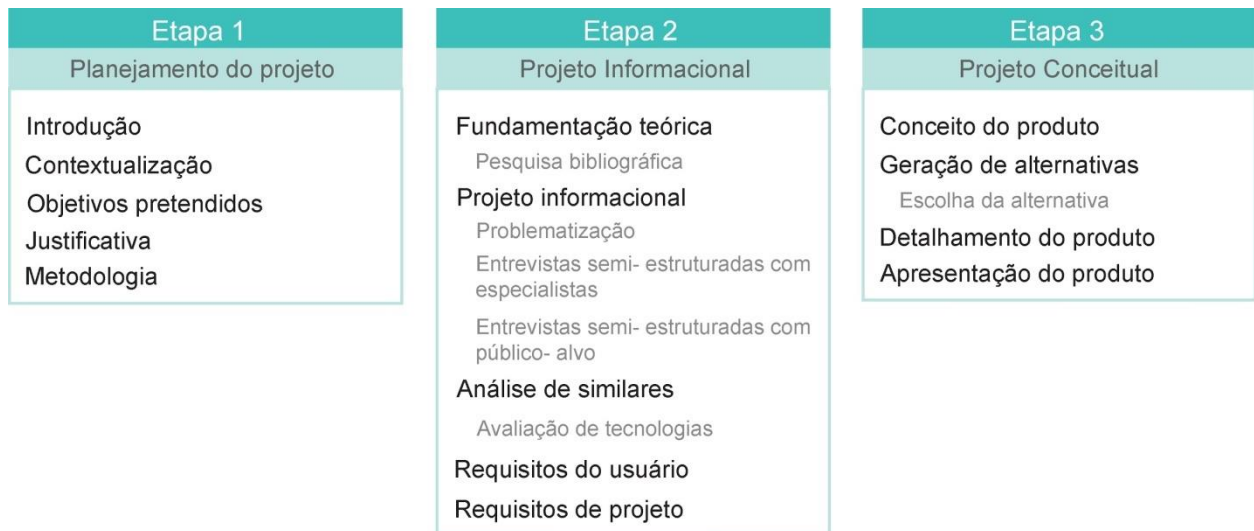 Etapa 1
Planejamento do projeto
Introdução
Contextualização
Objetivos pretendidos
Justificativa
Metodologia
Etapa 2
Projeto Informacional
Fundamentação teórica
Pesquisa bibliográfica
Projeto informacional
Problematização
Entrevistas semi- estruturadas com
especialistas
Entrevistas semi- estruturadas com
público- alvo
Análise de similares
Avaliação de tecnologias
Requisitos do usuário
Requisitos de projeto
Etapa 3
Projeto Conceitual
Conceito do produto
Geração de alternativas
Escolha da alternativa
Detalhamento do produto
Apresentação do produto